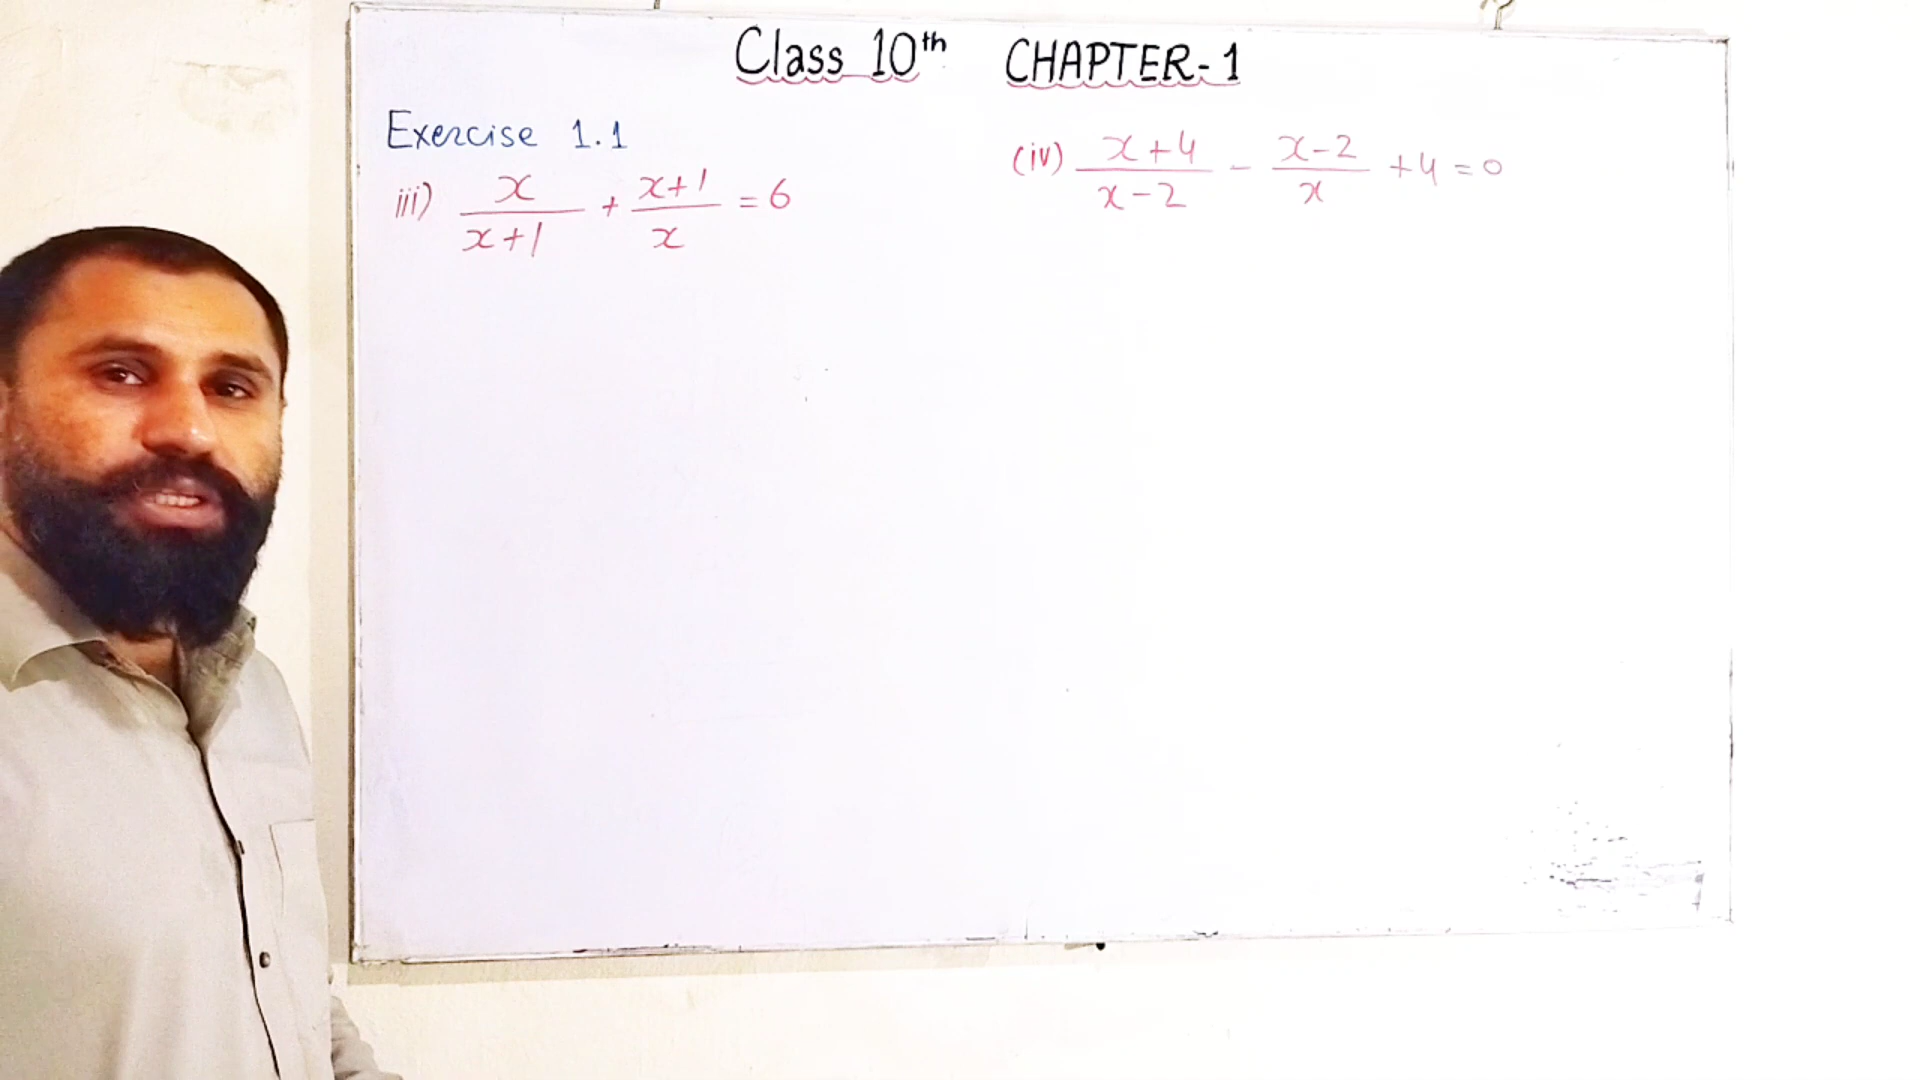 Class 10th CHAPTER-1
Exercise 1.1
iii) x/(x+1) + (x+1)/x = 6
(iv) (x+4)/(x-2) - (x-2)/x + 4 = 0